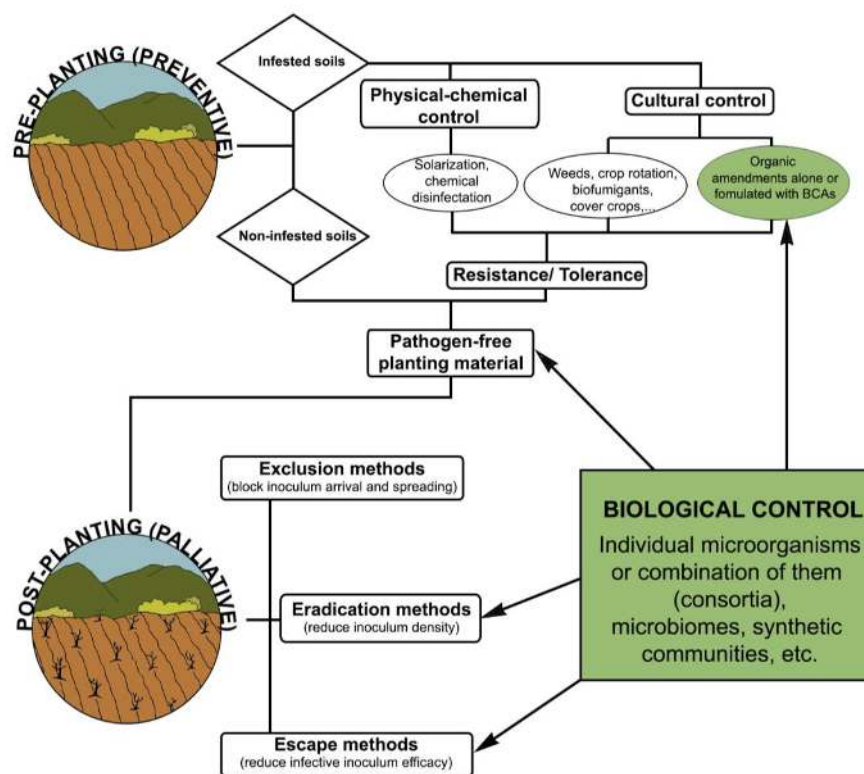 PRE-PLANTING (PREVENTIVE)
Infested soils
Non-infested soils
Physical-chemical
control
Cultural control
Solarization,
chemical
disinfectation
Weeds, crop rotation,
biofumigants,
cover crops,...
Organic
amendments alone or
fomulated with BCAs
Resistance/ Tolerance
Pathogen-free
planting material
POST-PLANTING (PALLIATIVE)
Exclusion methods
(block inoculum arrival and spreading)
Eradication methods
(reduce inoculum density)
Escape methods
(reduce infective inoculum efficacy)
BIOLOGICAL CONTROL
Individual microorganisms
or combination of them
(consortia),
microbiomes, synthetic
communities, etc.